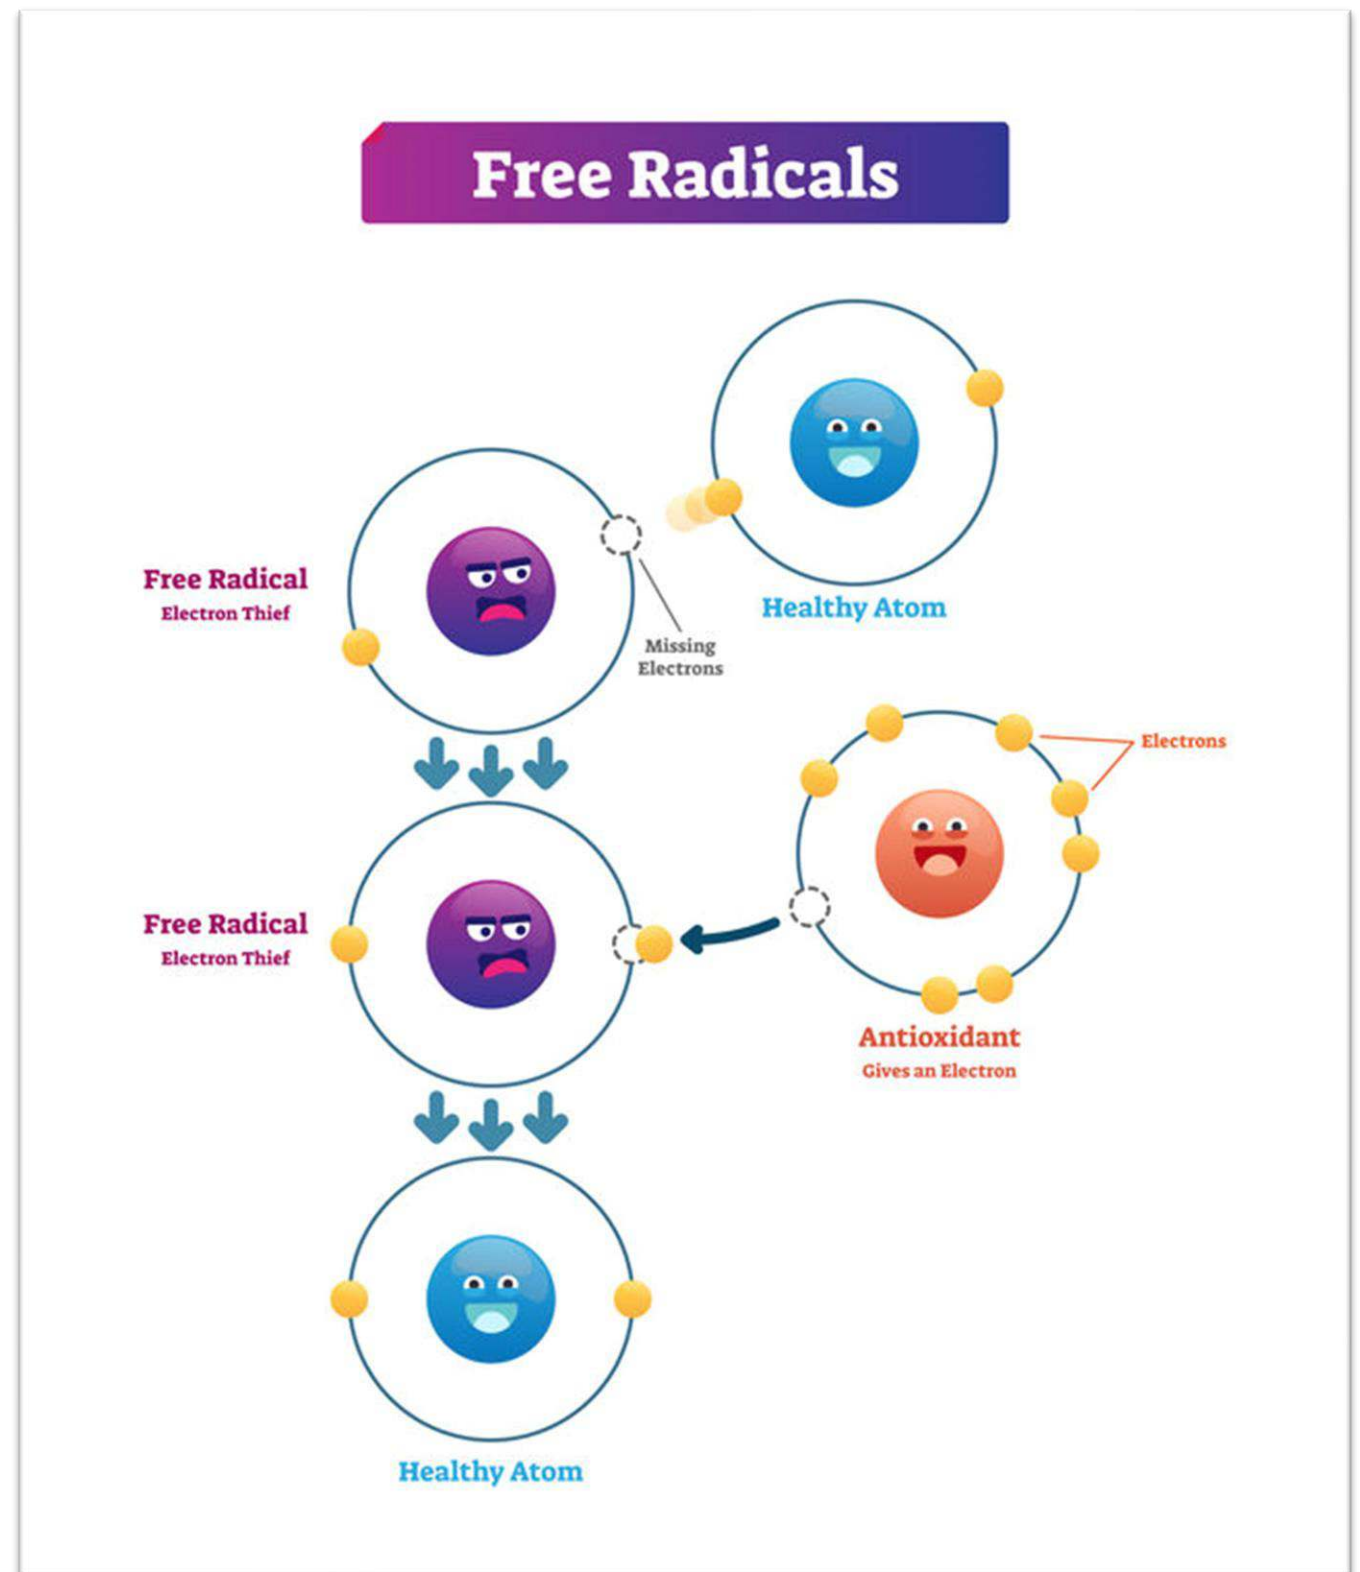 Free Radicals
Healthy Atom
Free Radical
Electron Thief
Missing
Electrons
Electrons
Free Radical
Electron Thief
Antioxidant
Gives an Electron
Healthy Atom